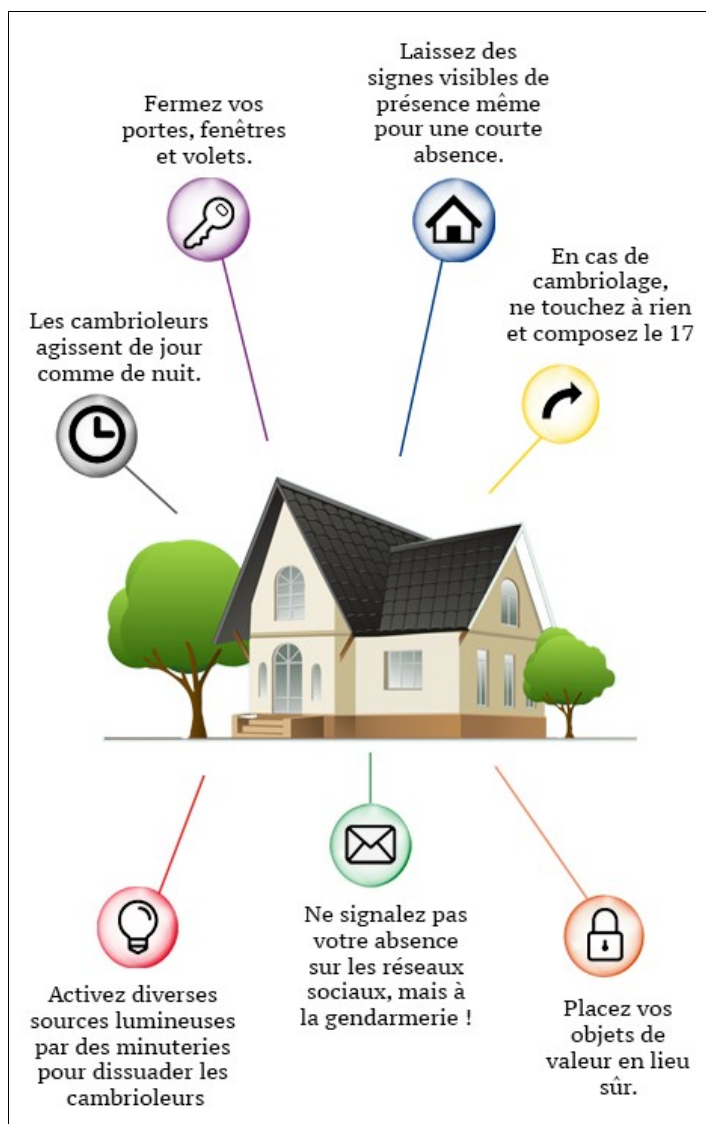 Laissez des
signes visibles de
présence même
pour une courte
absence.
Fermez vos
portes, fenêtres
et volets.
En cas de
cambriolage,
ne touchez à rien
et composez le 17
Les cambrioleurs
agissent de jour
comme de nuit.
Ne signalez pas
votre absence
sur les réseaux
sociaux, mais à
la gendarmerie !
Activez diverses
sources lumineuses
par des minuteries
pour dissuader les
cambrioleurs
Placez vos
objets de
valeur en lieu
sûr.